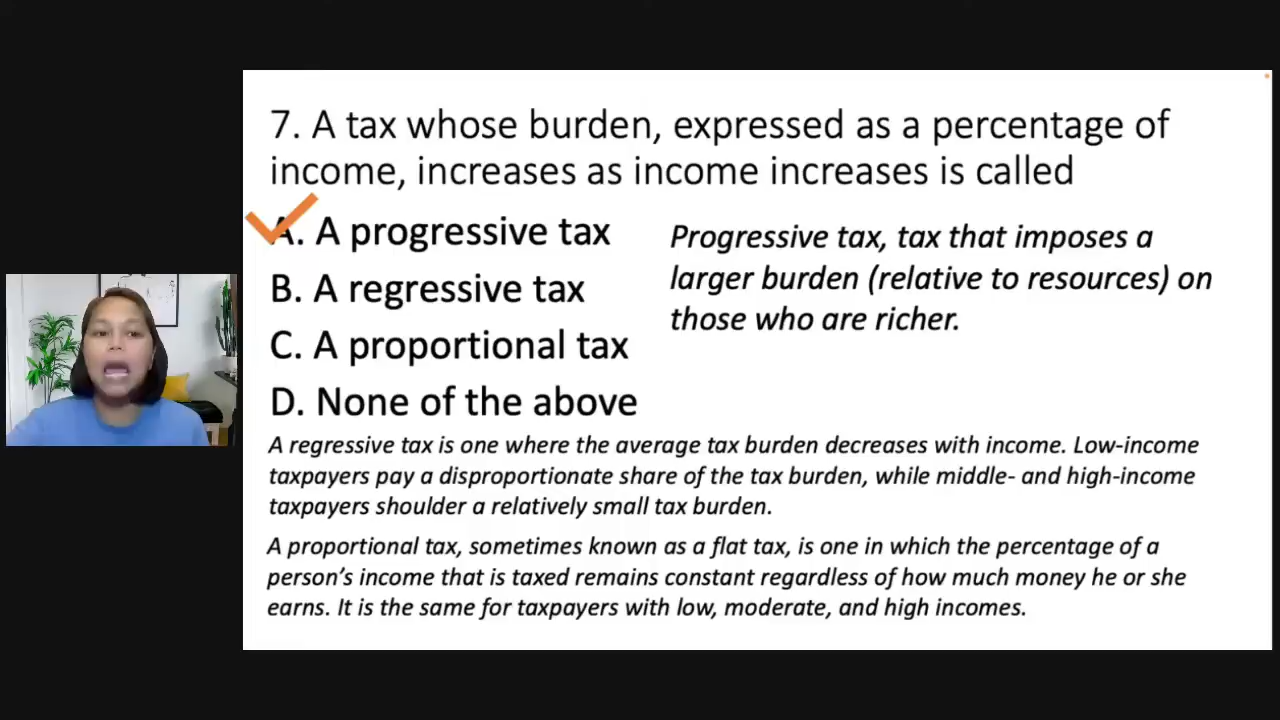 7. A tax whose burden, expressed as a percentage of
income, increases as income increases is called
A. A progressive tax
B. A regressive tax
C. A proportional tax
D. None of the above
Progressive tax, tax that imposes a
larger burden (relative to resources) on
those who are richer.
A regressive tax is one where the average tax burden decreases with income. Low-income
taxpayers pay a disproportionate share of the tax burden, while middle- and high-income
taxpayers shoulder a relatively small tax burden.
A proportional tax, sometimes known as a flat tax, is one in which the percentage of a
person’s income that is taxed remains constant regardless of how much money he or she
earns. It is the same for taxpayers with low, moderate, and high incomes.